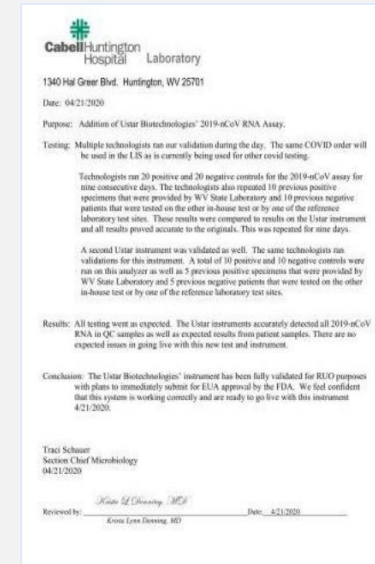 CabellHuntington
Hospital Laboratory
1340 Hal Greer Blvd. Huntington, WV 25701
Date: 04/21/2020
Purpose: Addition of Ustar Biotechnologies' 2019-nCoV RNA Assay.
Testing: Multiple technologists ran our validation during the day. The same COVID order will
be used in the LIS as is currently being used for other covid testing.
Technologists ran 20 positive and 20 negative controls for the 2019-nCoV assay for
nine consecutive days. The technologists also repeated 10 previous positive
specimens that were provided by WV State Laboratory and 10 previous negative
patients that were tested on the other in-house test or by one of the reference
laboratory test sites. These results were compared to results on the Ustar instrument
and all results proved accurate to the originals. This was repeated for nine days.
A second Ustar instrument was validated as well. The same technologists ran
validations for this instrument. A total of 10 positive and 10 negative controls were
run on this analyzer as well as 5 previous positive specimens that were provided by
WV State Laboratory and 5 previous negative patients that were tested on the other
in-house test or by one of the reference laboratory test sites.
Results: All testing went as expected. The Ustar instruments accurately detected all 2019-nCoV
RNA in QC samples as well as expected results from patient samples. There are no
expected issues in going live with this new test and instrument.
Conclusion: The Ustar Biotechnologies' instrument has been fully validated for RUO purposes
with plans to immediately submit for EUA approval by the FDA. We feel confident
that this system is working correctly and are ready to go live with this instrument
4/21/2020.
Traci Schauer
Section Chief Microbiology
04/21/2020
Krista L Denning, MD
Reviewed by: Date: 4/21/2020
Krista Lynn Denning, MD